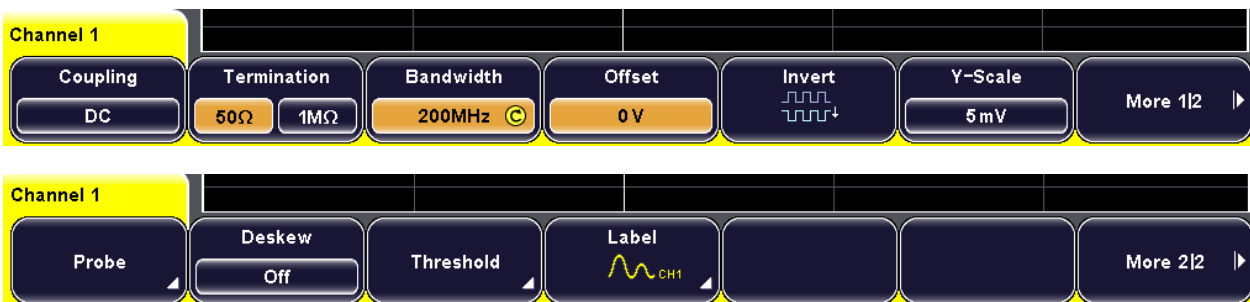 Channel 1
Coupling Termination Bandwidth Offset Invert Y-Scale More 1|2
DC 50Ω 1MΩ 200MHz 0 V 5 mV
Channel 1
Probe Deskew Threshold Label More 2|2
Off CH1